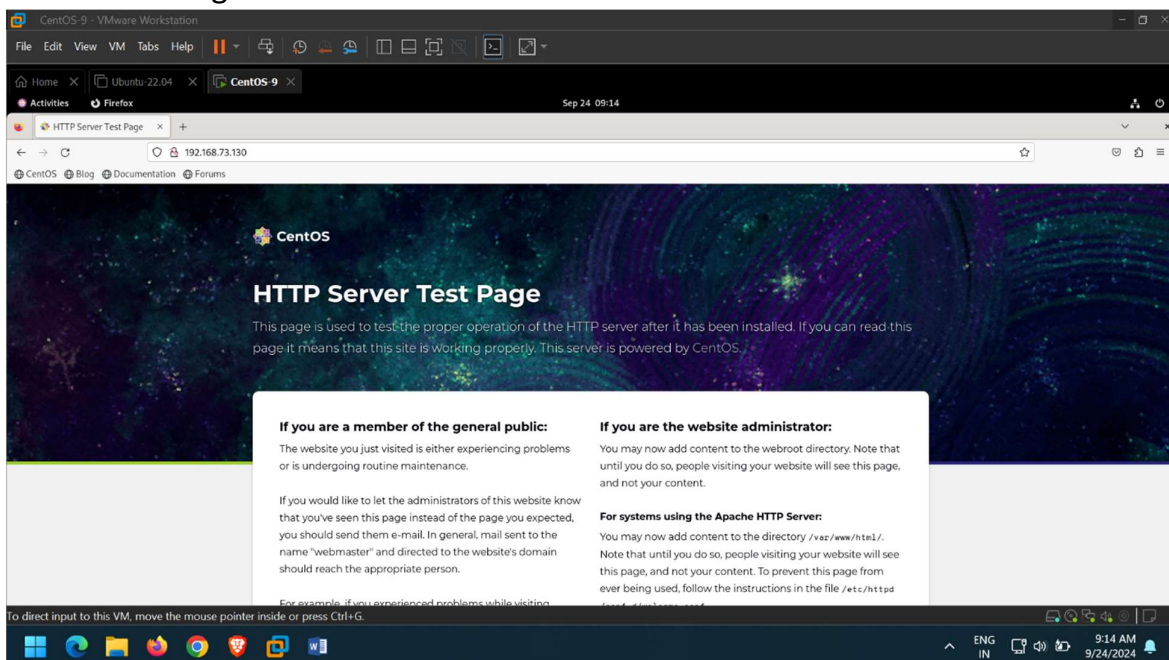 CentOS-9 - VMware Workstation
File Edit View VM Tabs Help
Home Ubuntu-22.04 CentOS-9
Activities Firefox Sep 24 09:14
HTTP Server Test Page
192.168.73.130
CentOS Blog Documentation Forums
CentOS
HTTP Server Test Page
This page is used to test the proper operation of the HTTP server after it has been installed. If you can read this
page it means that this site is working properly. This server is powered by CentOS.
If you are a member of the general public:
The website you just visited is either experiencing problems
or is undergoing routine maintenance.
If you would like to let the administrators of this website know
that you've seen this page instead of the page you expected,
you should send them e-mail. In general, mail sent to the
name "webmaster" and directed to the website's domain
should reach the appropriate person.
For example, if you experienced problems while visiting
If you are the website administrator:
You may now add content to the webroot directory. Note that
until you do so, people visiting your website will see this page,
and not your content.
For systems using the Apache HTTP Server:
You may now add content to the directory /var/www/html/.
Note that until you do so, people visiting your website will see
this page, and not your content. To prevent this page from
ever being used, follow the instructions in the file /etc/httpd
To direct input to this VM, move the mouse pointer inside or press Ctrl+G.
ENG
IN
9:14 AM
9/24/2024